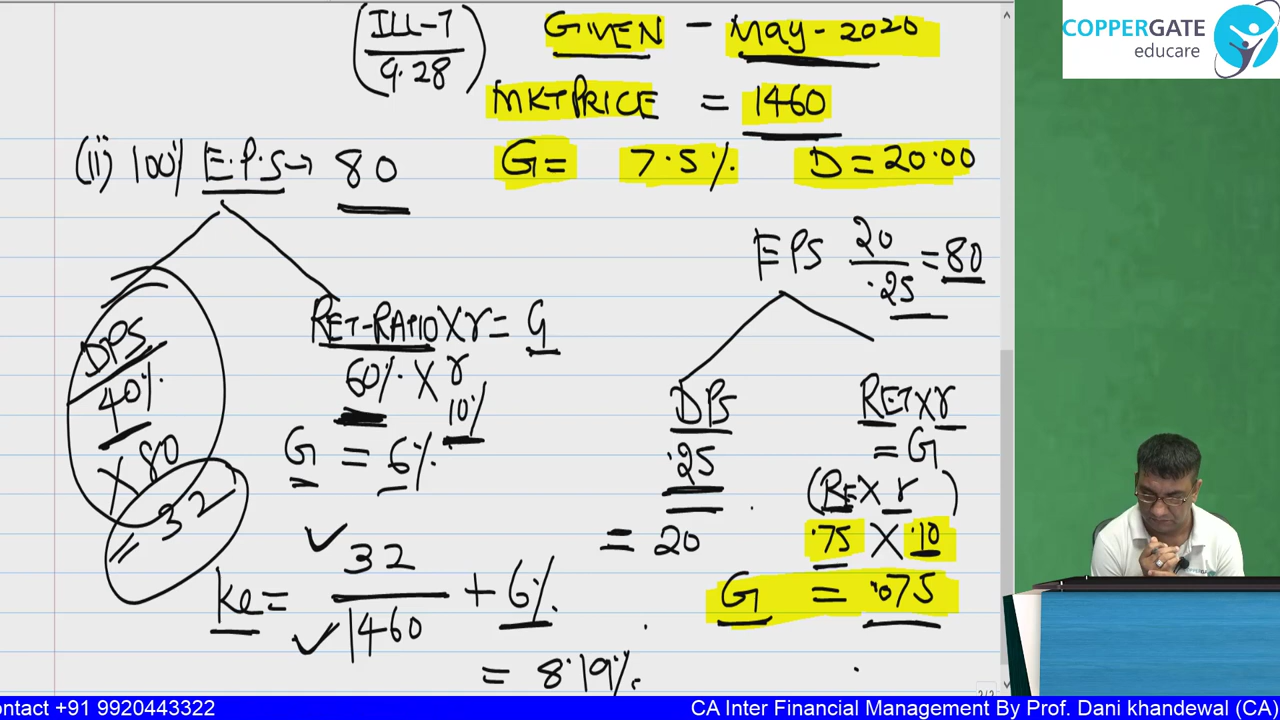 COPPERGATE
educare
(ILL-7
9.28)
GIVEN - May-2020
MKT PRICE = 1460
(ii) 100% E.P.S → 80
G = 7.5% D = 20.00
EPS 20/.25 = 80
DPS
40%
X 80
= 32
RET-RATIO X r = G
60% X r
10%
G = 6%
DPS
.25
= 20
RET X r
= G
(RE X r)
.75 X .10
G = .075
ke = 32/1460 + 6%
= 8.19%
ontact +91 9920443322
CA Inter Financial Management By Prof. Dani khandewal (CA)